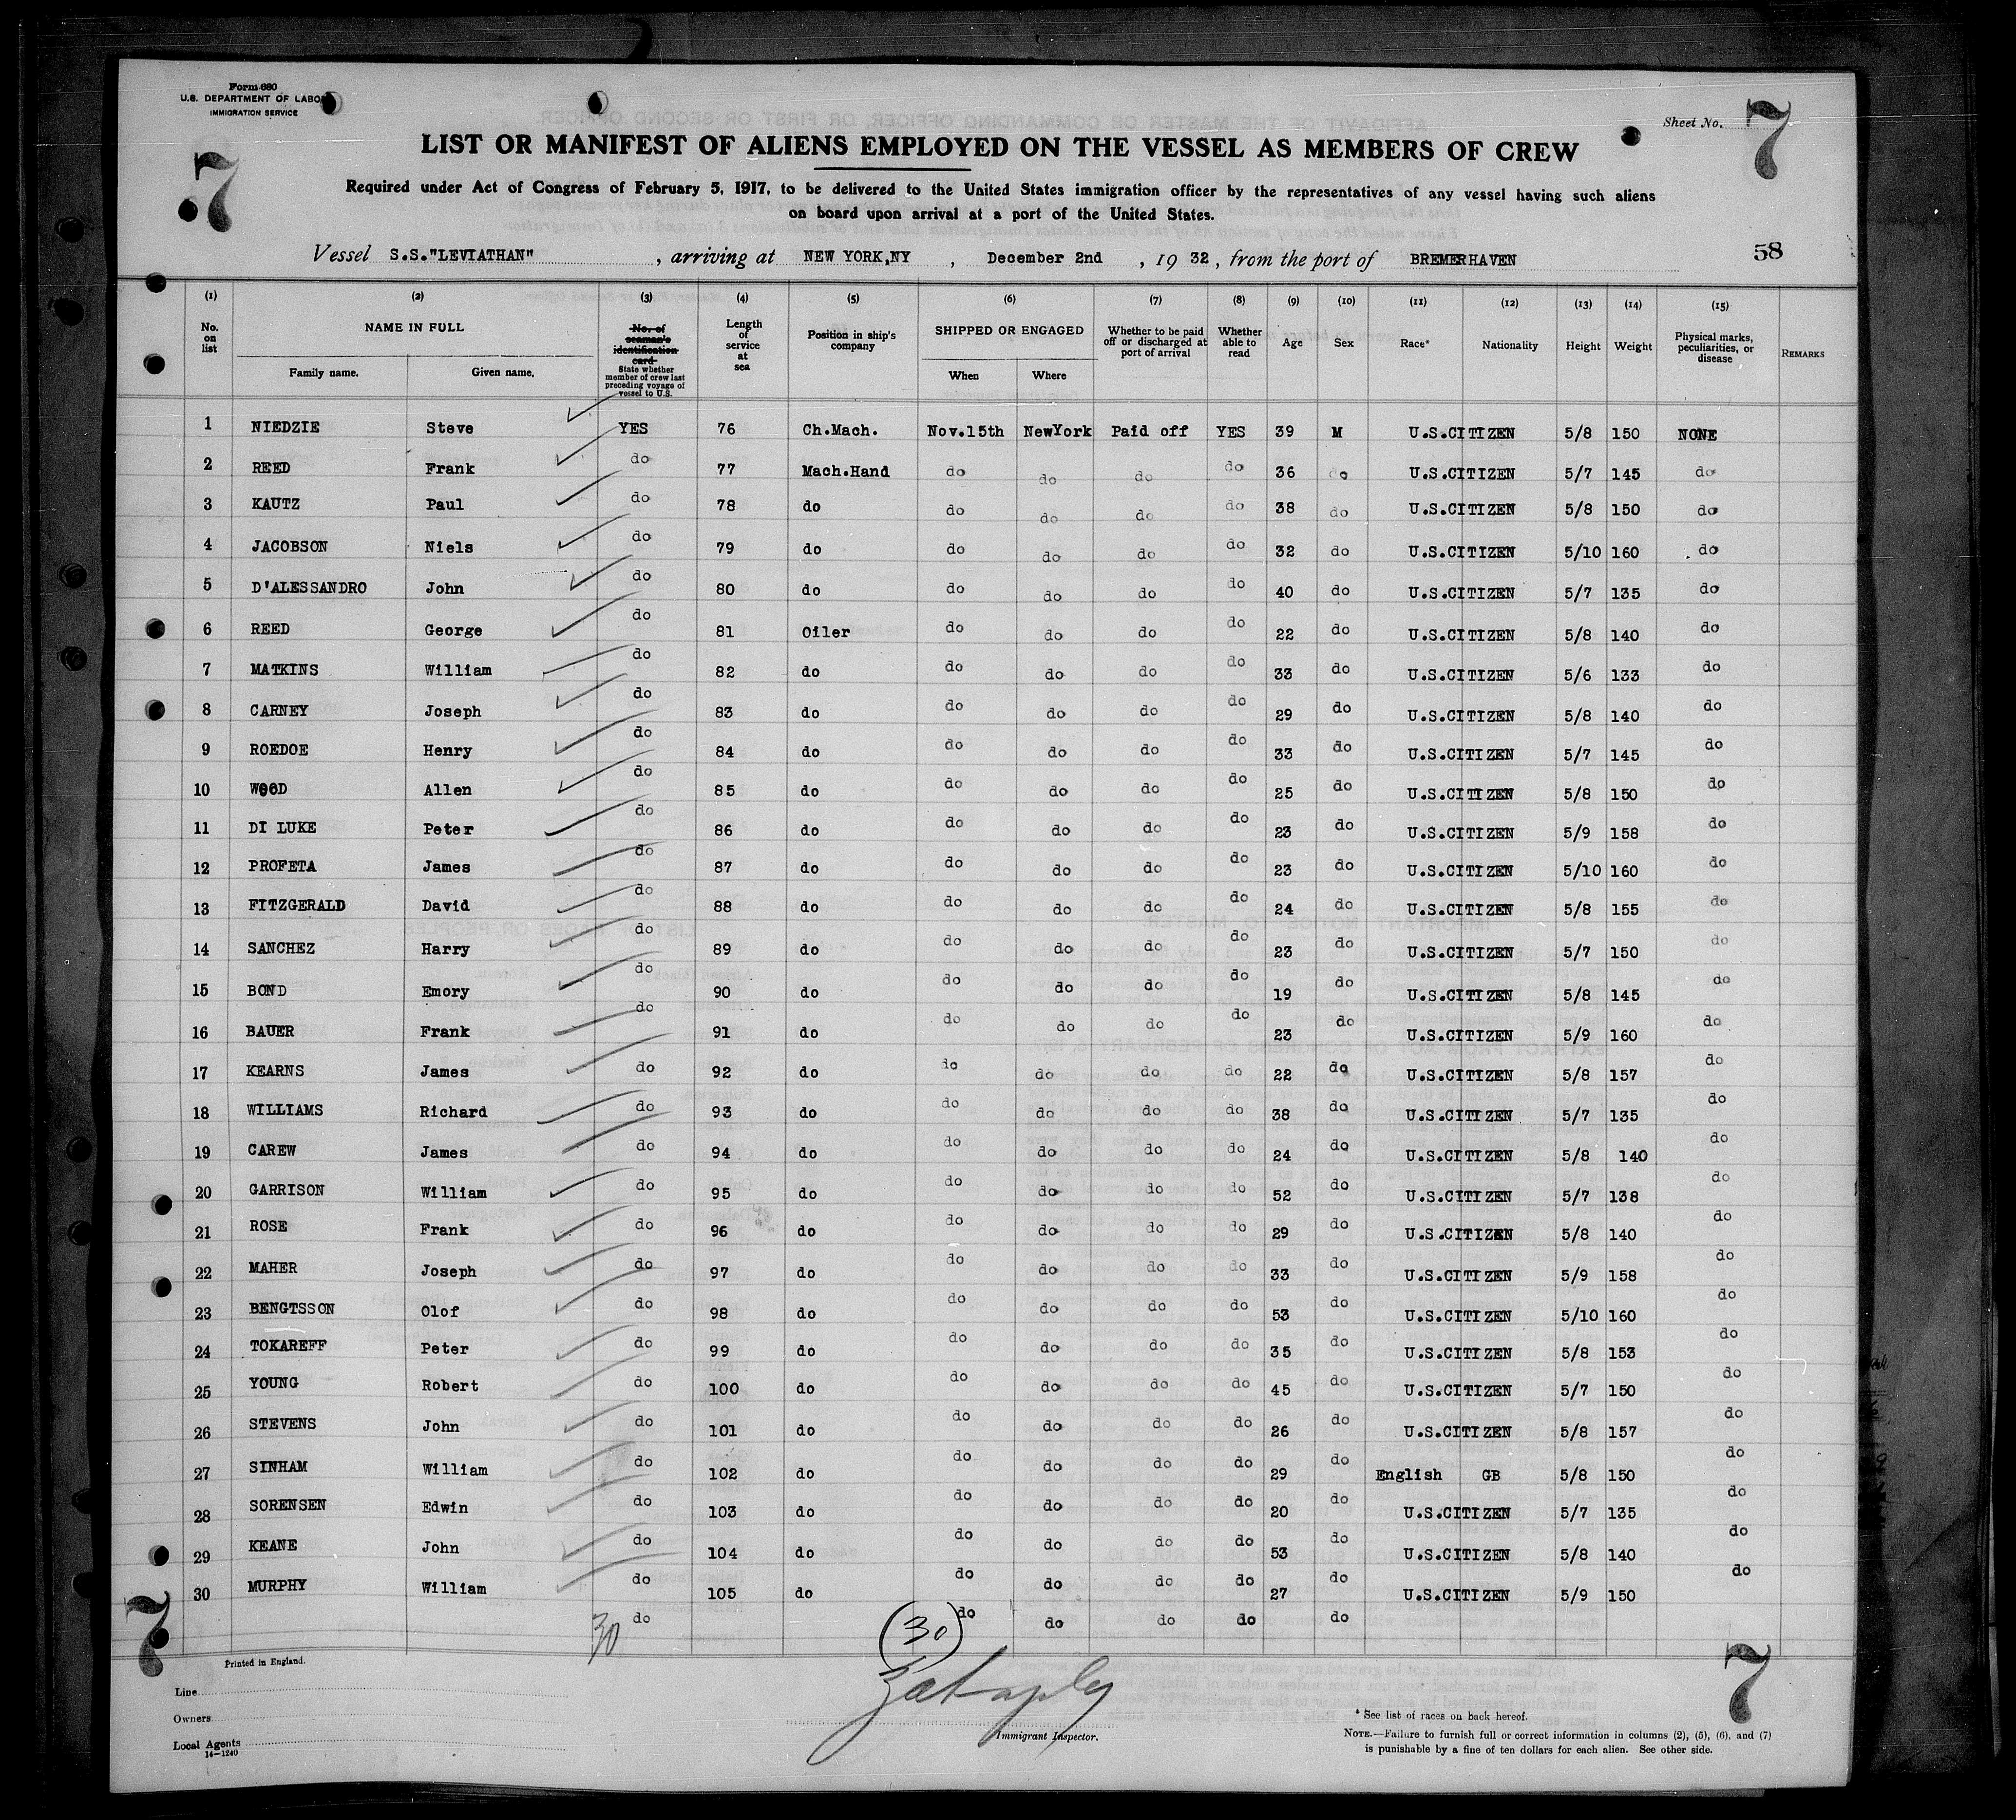 Form 680
U.S. DEPARTMENT OF LABOR
IMMIGRATION SERVICE
Sheet No. 7
7
LIST OR MANIFEST OF ALIENS EMPLOYED ON THE VESSEL AS MEMBERS OF CREW
Required under Act of Congress of February 5, 1917, to be delivered to the United States immigration officer by the representatives of any vessel having such aliens
on board upon arrival at a port of the United States.
58
Vessel S.S."LEVIATHAN" , arriving at NEW YORK,NY , December 2nd , 19 32 , from the port of BREMERHAVEN
(1) (2) (3) (4) (5) (6) (7) (8) (9) (10) (11) (12) (13) (14) (15)
No. on list NAME IN FULL Family name. Given name. No. of seaman's identification card State whether member of crew last preceding voyage of vessel to U.S. Length of service at sea Position in ship's company SHIPPED OR ENGAGED When Where Whether to be paid off or discharged at port of arrival Whether able to read Age Sex Race* Nationality Height Weight Physical marks, peculiarities, or disease REMARKS
1 NIEDZIE Steve YES 76 Ch.Mach. Nov.15th NewYork Paid off YES 39 M U.S.CITIZEN 5/8 150 NONE
2 REED Frank do 77 Mach.Hand do do do do 36 do U.S.CITIZEN 5/7 145 do
3 KAUTZ Paul do 78 do do do do do 38 do U.S.CITIZEN 5/8 150 do
4 JACOBSON Niels do 79 do do do do do 32 do U.S.CITIZEN 5/10 160 do
5 D'ALESSANDRO John do 80 do do do do do 40 do U.S.CITIZEN 5/7 135 do
6 REED George do 81 Oiler do do do do 22 do U.S.CITIZEN 5/8 140 do
7 MATKINS William do 82 do do do do do 33 do U.S.CITIZEN 5/6 133 do
8 CARNEY Joseph do 83 do do do do do 29 do U.S.CITIZEN 5/8 140 do
9 ROEDOE Henry do 84 do do do do do 33 do U.S.CITIZEN 5/7 145 do
10 WOOD Allen do 85 do do do do do 25 do U.S.CITIZEN 5/8 150 do
11 DI LUKE Peter do 86 do do do do do 23 do U.S.CITIZEN 5/9 158 do
12 PROFETA James do 87 do do do do do 23 do U.S.CITIZEN 5/10 160 do
13 FITZGERALD David do 88 do do do do do 24 do U.S.CITIZEN 5/8 155 do
14 SANCHEZ Harry do 89 do do do do do 23 do U.S.CITIZEN 5/7 150 do
15 BOND Emory do 90 do do do do do 19 do U.S.CITIZEN 5/8 145 do
16 BAUER Frank do 91 do do do do do 23 do U.S.CITIZEN 5/9 160 do
17 KEARNS James do 92 do do do do do 22 do U.S.CITIZEN 5/8 157 do
18 WILLIAMS Richard do 93 do do do do do 38 do U.S.CITIZEN 5/7 135 do
19 CAREW James do 94 do do do do do 24 do U.S.CITIZEN 5/8 140 do
20 GARRISON William do 95 do do do do do 52 do U.S.CITIZEN 5/7 138 do
21 ROSE Frank do 96 do do do do do 29 do U.S.CITIZEN 5/8 140 do
22 MAHER Joseph do 97 do do do do do 33 do U.S.CITIZEN 5/9 158 do
23 BENGTSSON Olof do 98 do do do do do 53 do U.S.CITIZEN 5/10 160 do
24 TOKAREFF Peter do 99 do do do do do 35 do U.S.CITIZEN 5/8 153 do
25 YOUNG Robert do 100 do do do do do 45 do U.S.CITIZEN 5/7 150 do
26 STEVENS John do 101 do do do do do 26 do U.S.CITIZEN 5/8 157 do
27 SINHAM William do 102 do do do do do 29 do English GB 5/8 150 do
28 SORENSEN Edwin do 103 do do do do do 20 do U.S.CITIZEN 5/7 135 do
29 KEANE John do 104 do do do do do 53 do U.S.CITIZEN 5/8 140 do
30 MURPHY William do 105 do do do do do 27 do U.S.CITIZEN 5/9 150 do
do do do do do do
30 (30)
7 7
Printed in England.
Line
Owners
Local Agents
14—1240
Immigrant Inspector.
* See list of races on back hereof.
NOTE.—Failure to furnish full or correct information in columns (2), (5), (6), and (7)
is punishable by a fine of ten dollars for each alien. See other side.